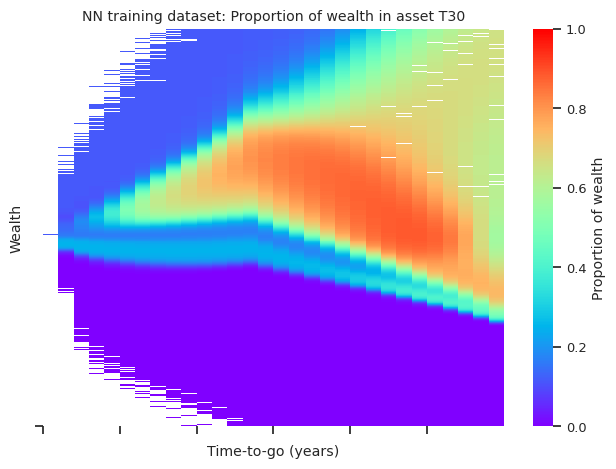 NN training dataset: Proportion of wealth in asset T30
Wealth
Time-to-go (years)
1.0
0.8
0.6
0.4
0.2
0.0
Proportion of wealth